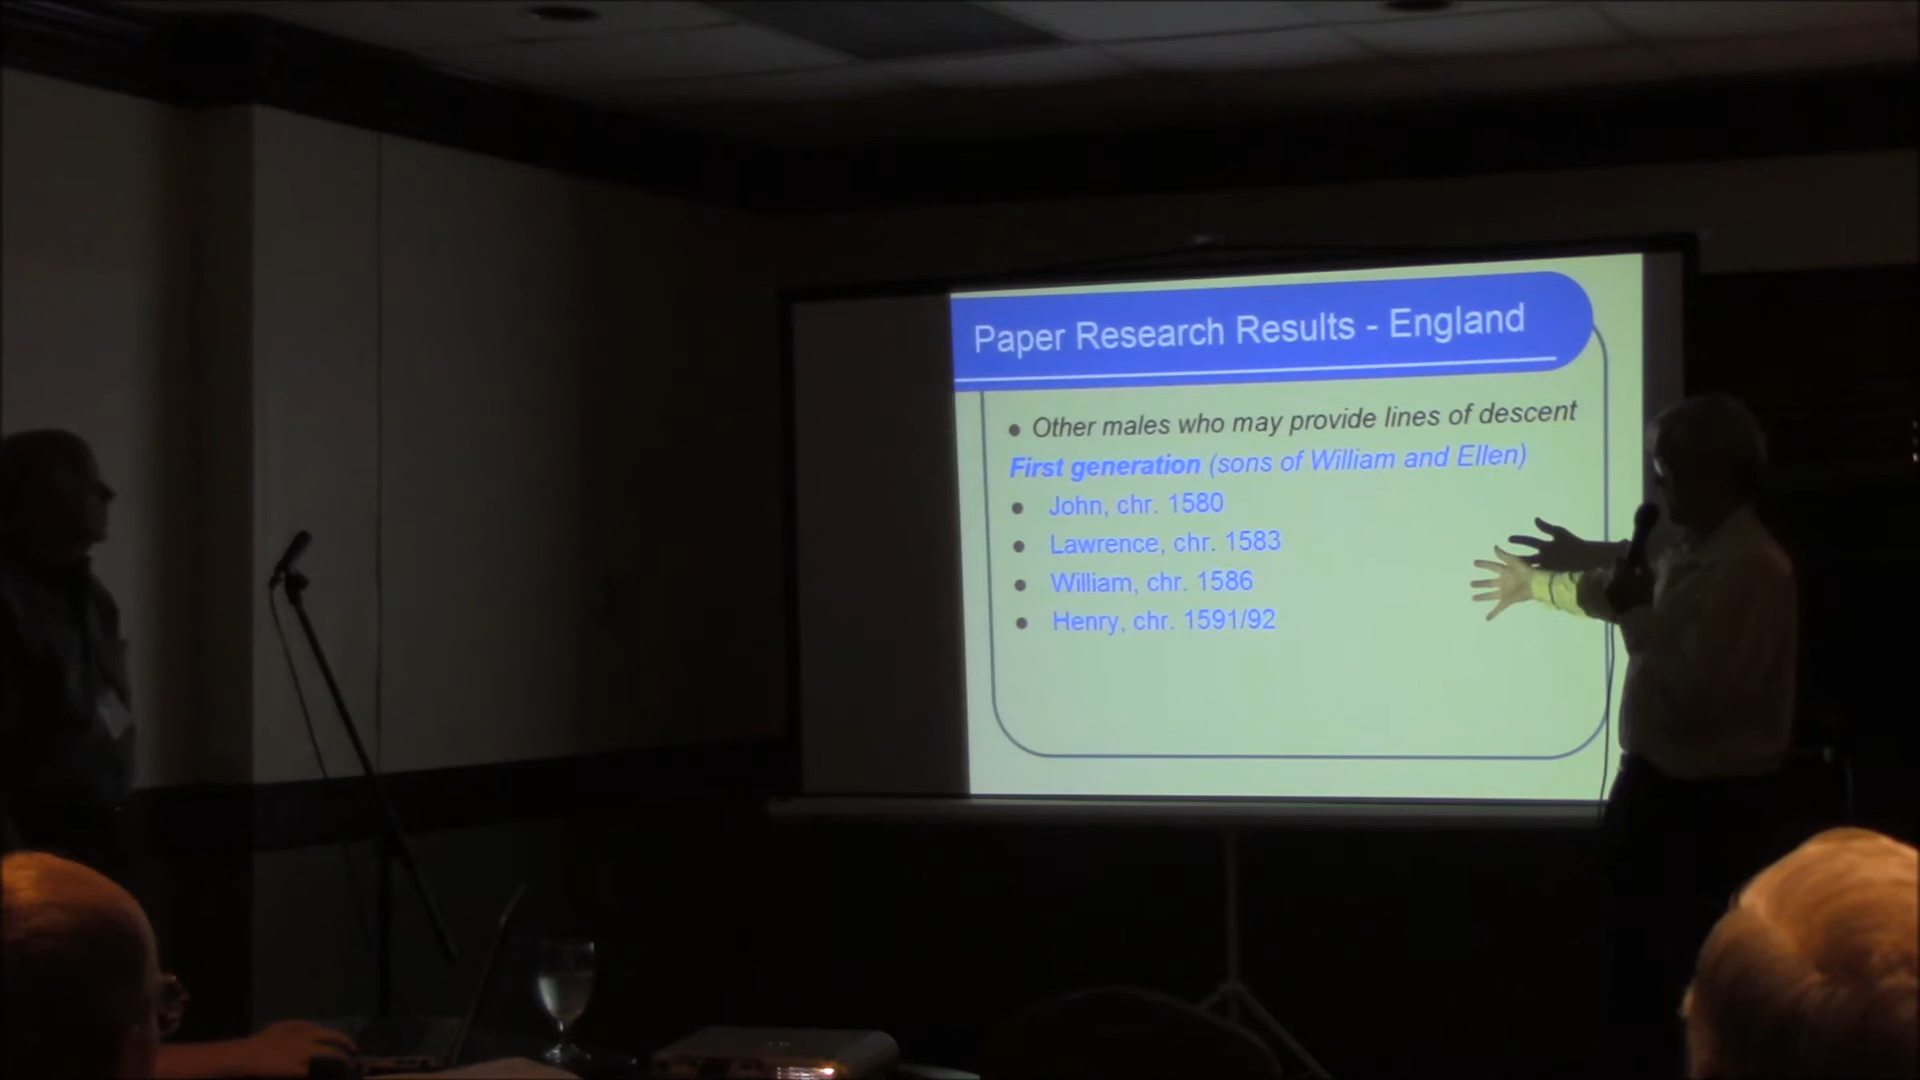 Paper Research Results - England
Other males who may provide lines of descent
First generation (sons of William and Ellen)
John, chr. 1580
Lawrence, chr. 1583
William, chr. 1586
Henry, chr. 1591/92